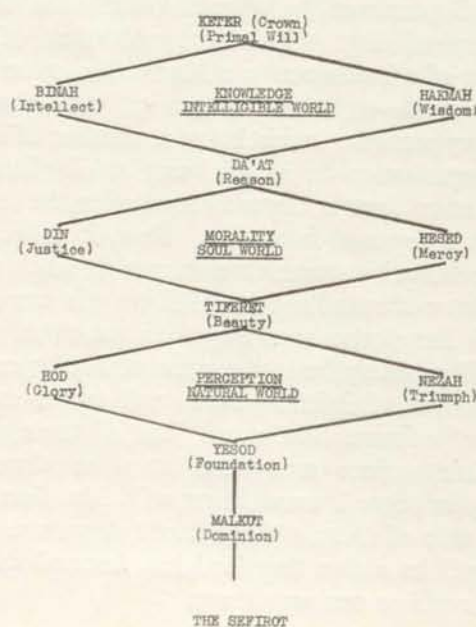 KETER (Crown)
(Primal Will)
BINAH
(Intellect)
KNOWLEDGE
INTELLIGIBLE WORLD
HAKMAH
(Wisdom)
DA'AT
(Reason)
DIN
(Justice)
MORALITY
SOUL WORLD
HESED
(Mercy)
TIFERET
(Beauty)
HOD
(Glory)
PERCEPTION
NATURAL WORLD
NEZAH
(Triumph)
YESOD
(Foundation)
MALKUT
(Dominion)
THE SEFIROT